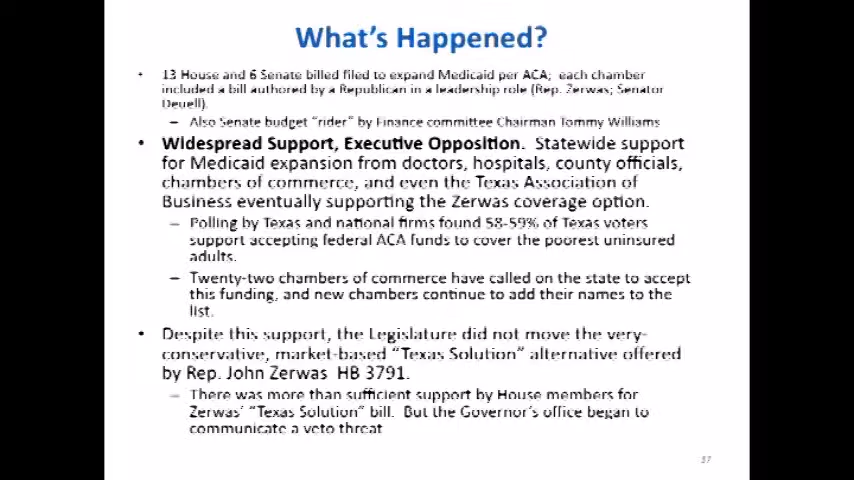 What's Happened?
• 13 House and 6 Senate billed filed to expand Medicaid per ACA; each chamber
included a bill authored by a Republican in a leadership role (Rep. Zerwas; Senator
Deuell).
– Also Senate budget "rider" by Finance committee Chairman Tommy Williams
• Widespread Support, Executive Opposition. Statewide support
for Medicaid expansion from doctors, hospitals, county officials,
chambers of commerce, and even the Texas Association of
Business eventually supporting the Zerwas coverage option.
– Polling by Texas and national firms found 58-59% of Texas voters
support accepting federal ACA funds to cover the poorest uninsured
adults.
– Twenty-two chambers of commerce have called on the state to accept
this funding, and new chambers continue to add their names to the
list.
• Despite this support, the Legislature did not move the very-
conservative, market-based "Texas Solution" alternative offered
by Rep. John Zerwas HB 3791.
– There was more than sufficient support by House members for
Zerwas' "Texas Solution" bill. But the Governor's office began to
communicate a veto threat
37